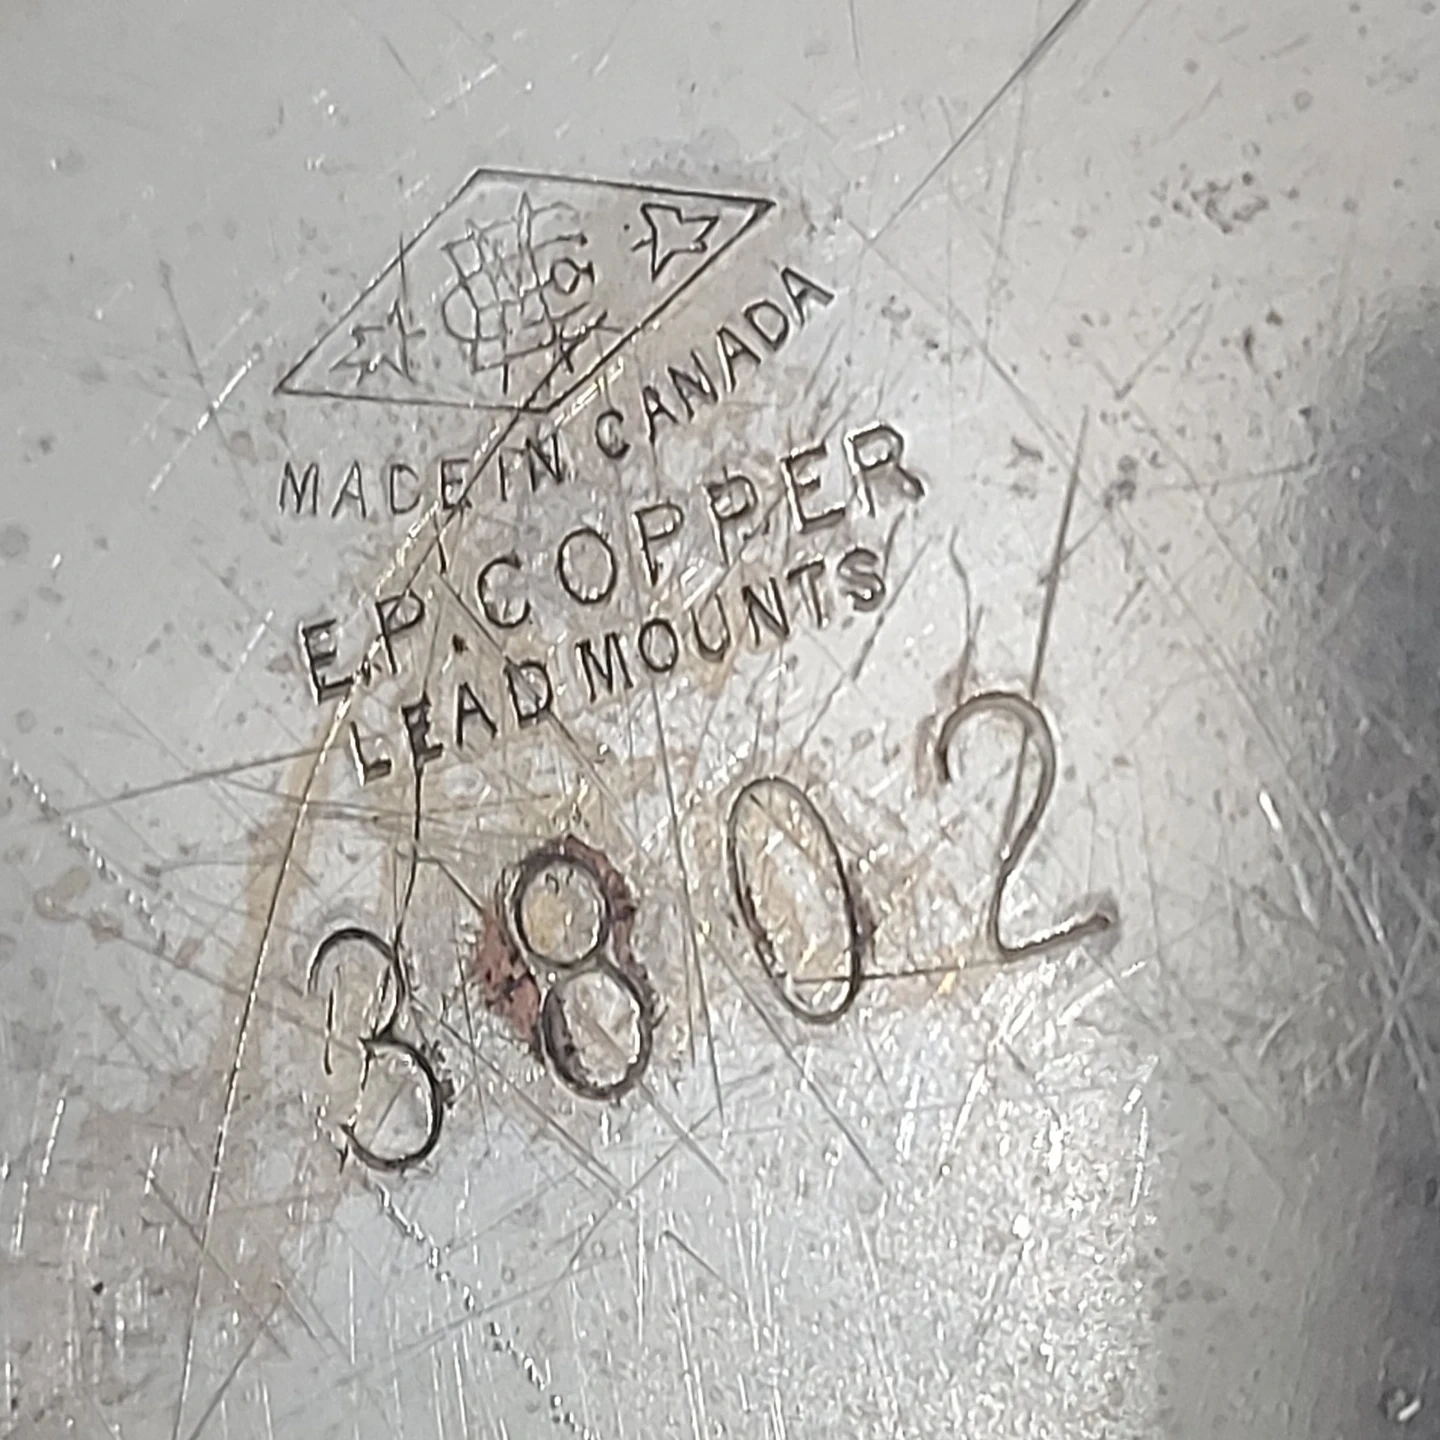 MADE IN CANADA
E.P. COPPER
LEAD MOUNTS
3802